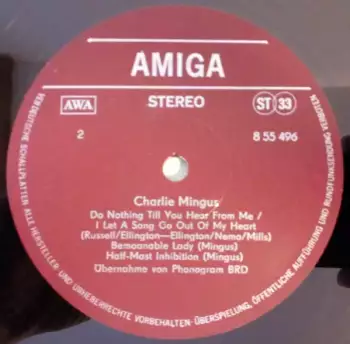 AMIGA
AWA
STEREO
ST 33
2
8 55 496
Charlie Mingus
Do Nothing Till You Hear From Me /
I Let A Song Go Out Of My Heart
(Russell/Ellington—Ellington/Nemo/Mills)
Bemoanable Lady (Mingus)
Half-Mast Inhibition (Mingus)
Übernahme von Phonogram BRD
VEB DEUTSCHE SCHALLPLATTEN ALLE HERSTELLER- UND URHEBERRECHTE VORBEHALTEN·ÜBERSPIELUNG, ÖFFENTLICHE AUFFÜHRUNG UND RUNDFUNKSENDUNG VERBOTEN